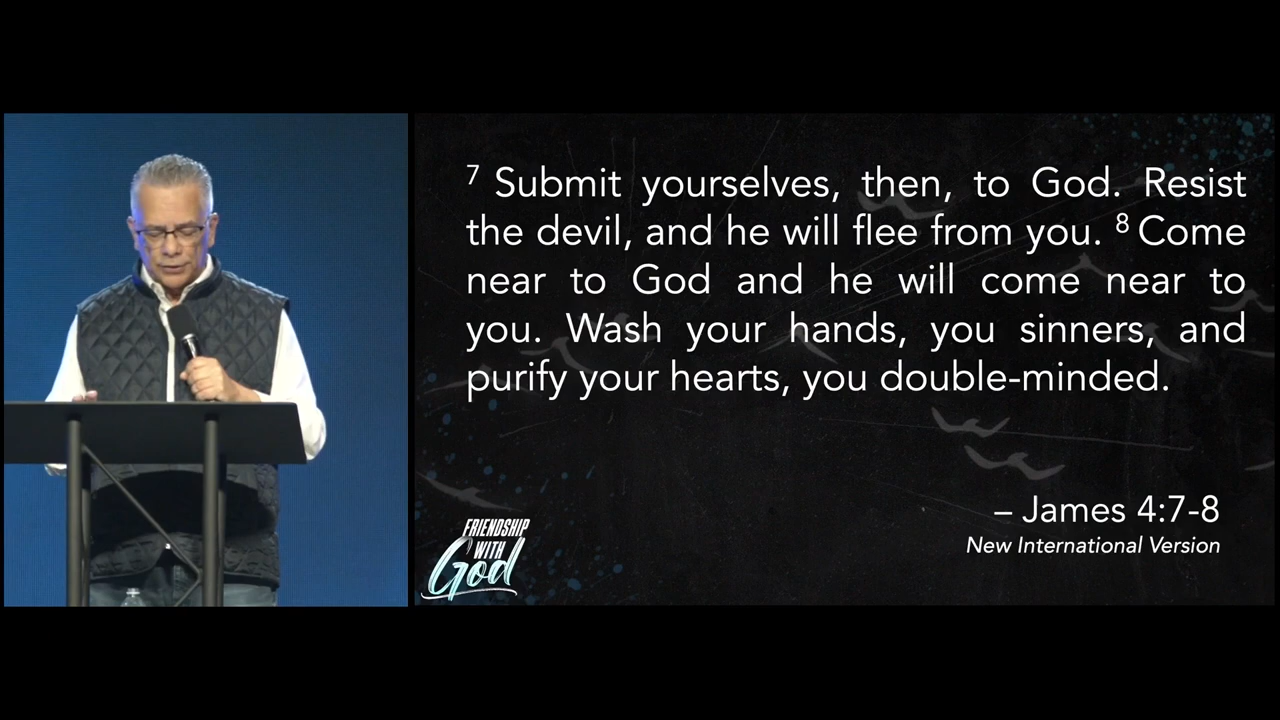 7 Submit yourselves, then, to God. Resist
the devil, and he will flee from you. 8 Come
near to God and he will come near to
you. Wash your hands, you sinners, and
purify your hearts, you double-minded.
– James 4:7-8
New International Version
FRIENDSHIP
WITH
God